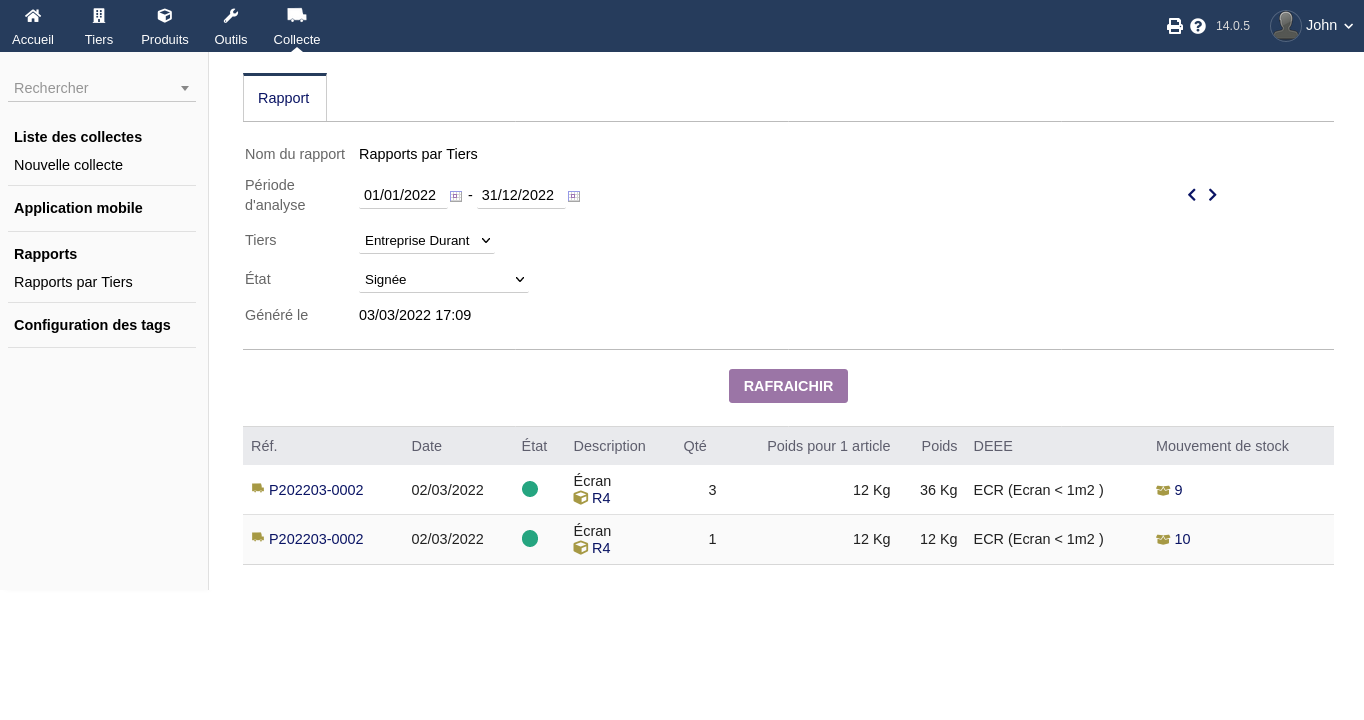 Accueil Tiers Produits Outils Collecte 14.0.5 John
Rechercher
Liste des collectes
Nouvelle collecte
Application mobile
Rapports
Rapports par Tiers
Configuration des tags
Rapport
Nom du rapport Rapports par Tiers
Période d'analyse 01/01/2022 - 31/12/2022
Tiers Entreprise Durant
État Signée
Généré le 03/03/2022 17:09
RAFRAICHIR
Réf. Date État Description Qté Poids pour 1 article Poids DEEE Mouvement de stock
P202203-0002 02/03/2022 Écran R4 3 12 Kg 36 Kg ECR (Ecran < 1m2 ) 9
P202203-0002 02/03/2022 Écran R4 1 12 Kg 12 Kg ECR (Ecran < 1m2 ) 10